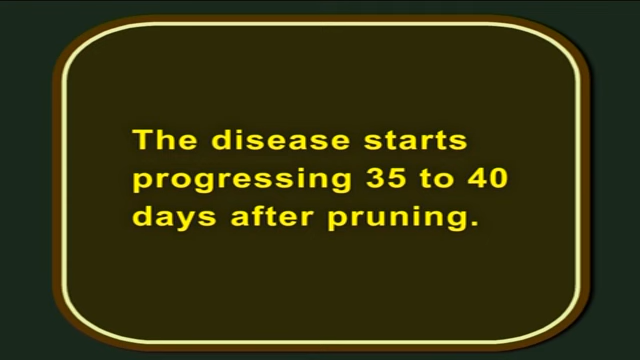 The disease starts
progressing 35 to 40
days after pruning.